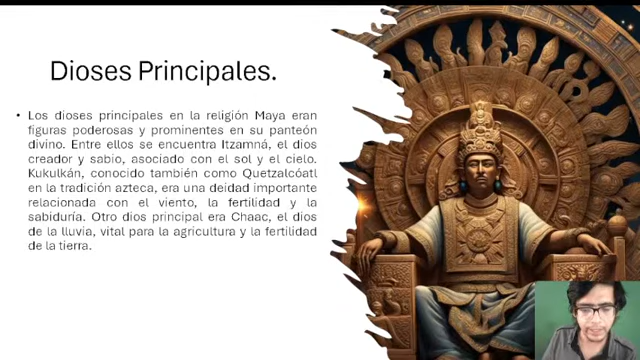 Dioses Principales.
• Los dioses principales en la religión Maya eran
figuras poderosas y prominentes en su panteón
divino. Entre ellos se encuentra Itzamná, el dios
creador y sabio, asociado con el sol y el cielo.
Kukulkán, conocido también como Quetzalcóatl
en la tradición azteca, era una deidad importante
relacionada con el viento, la fertilidad y la
sabiduría. Otro dios principal era Chaac, el dios
de la lluvia, vital para la agricultura y la fertilidad
de la tierra.